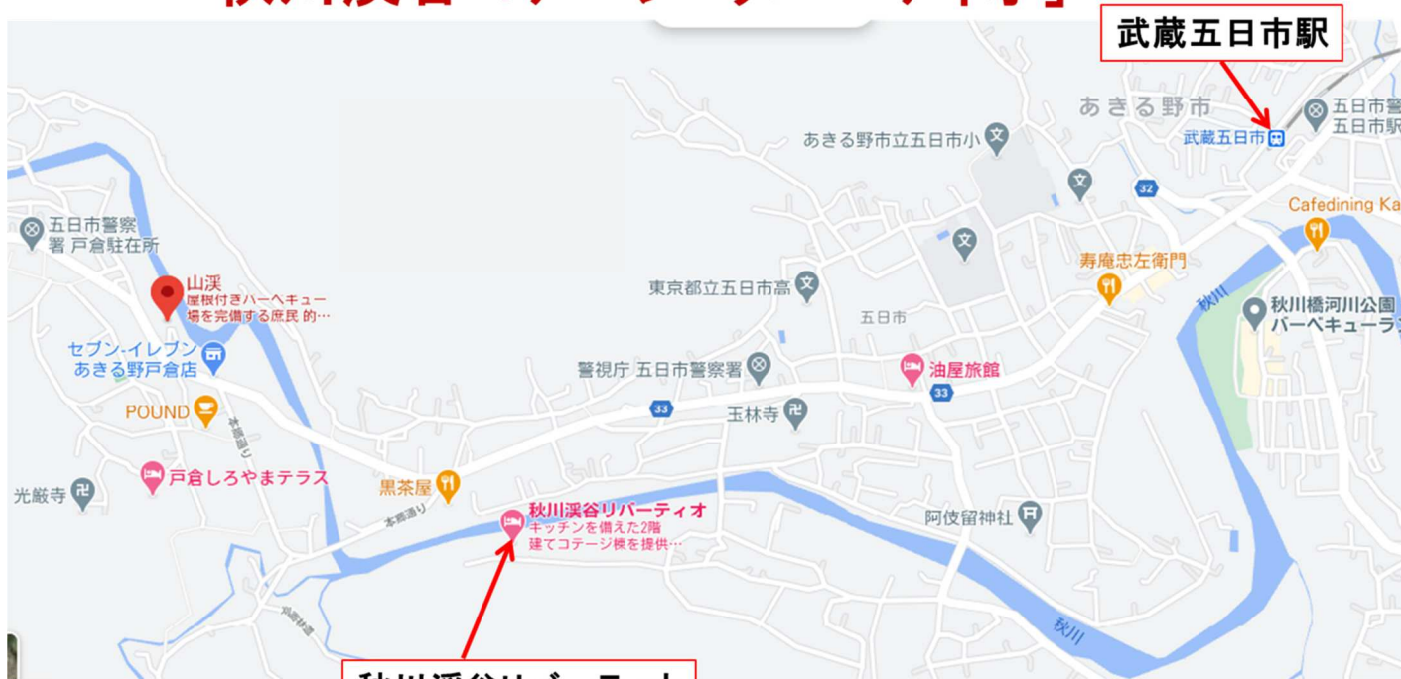 武蔵五日市駅
あきる野市
五日市警
五日市駅
武蔵五日市
あきる野市立五日市小
32
Cafedining Ka
五日市警察
署 戸倉駐在所
寿庵忠左衛門
山渓
屋根付きバーベキュー
場を完備する庶民 的…
東京都立五日市高
秋川
秋川橋河川公園
バーベキューラン
五日市
セブン-イレブン
あきる野戸倉店
警視庁 五日市警察署
油屋旅館
33
33
POUND
玉林寺
本郷通り
戸倉しろやまテラス
光厳寺
黒茶屋
本郷通り
秋川渓谷リバーティオ
キッチンを備えた2階
建てコテージ棟を提供…
阿伎留神社
秋川